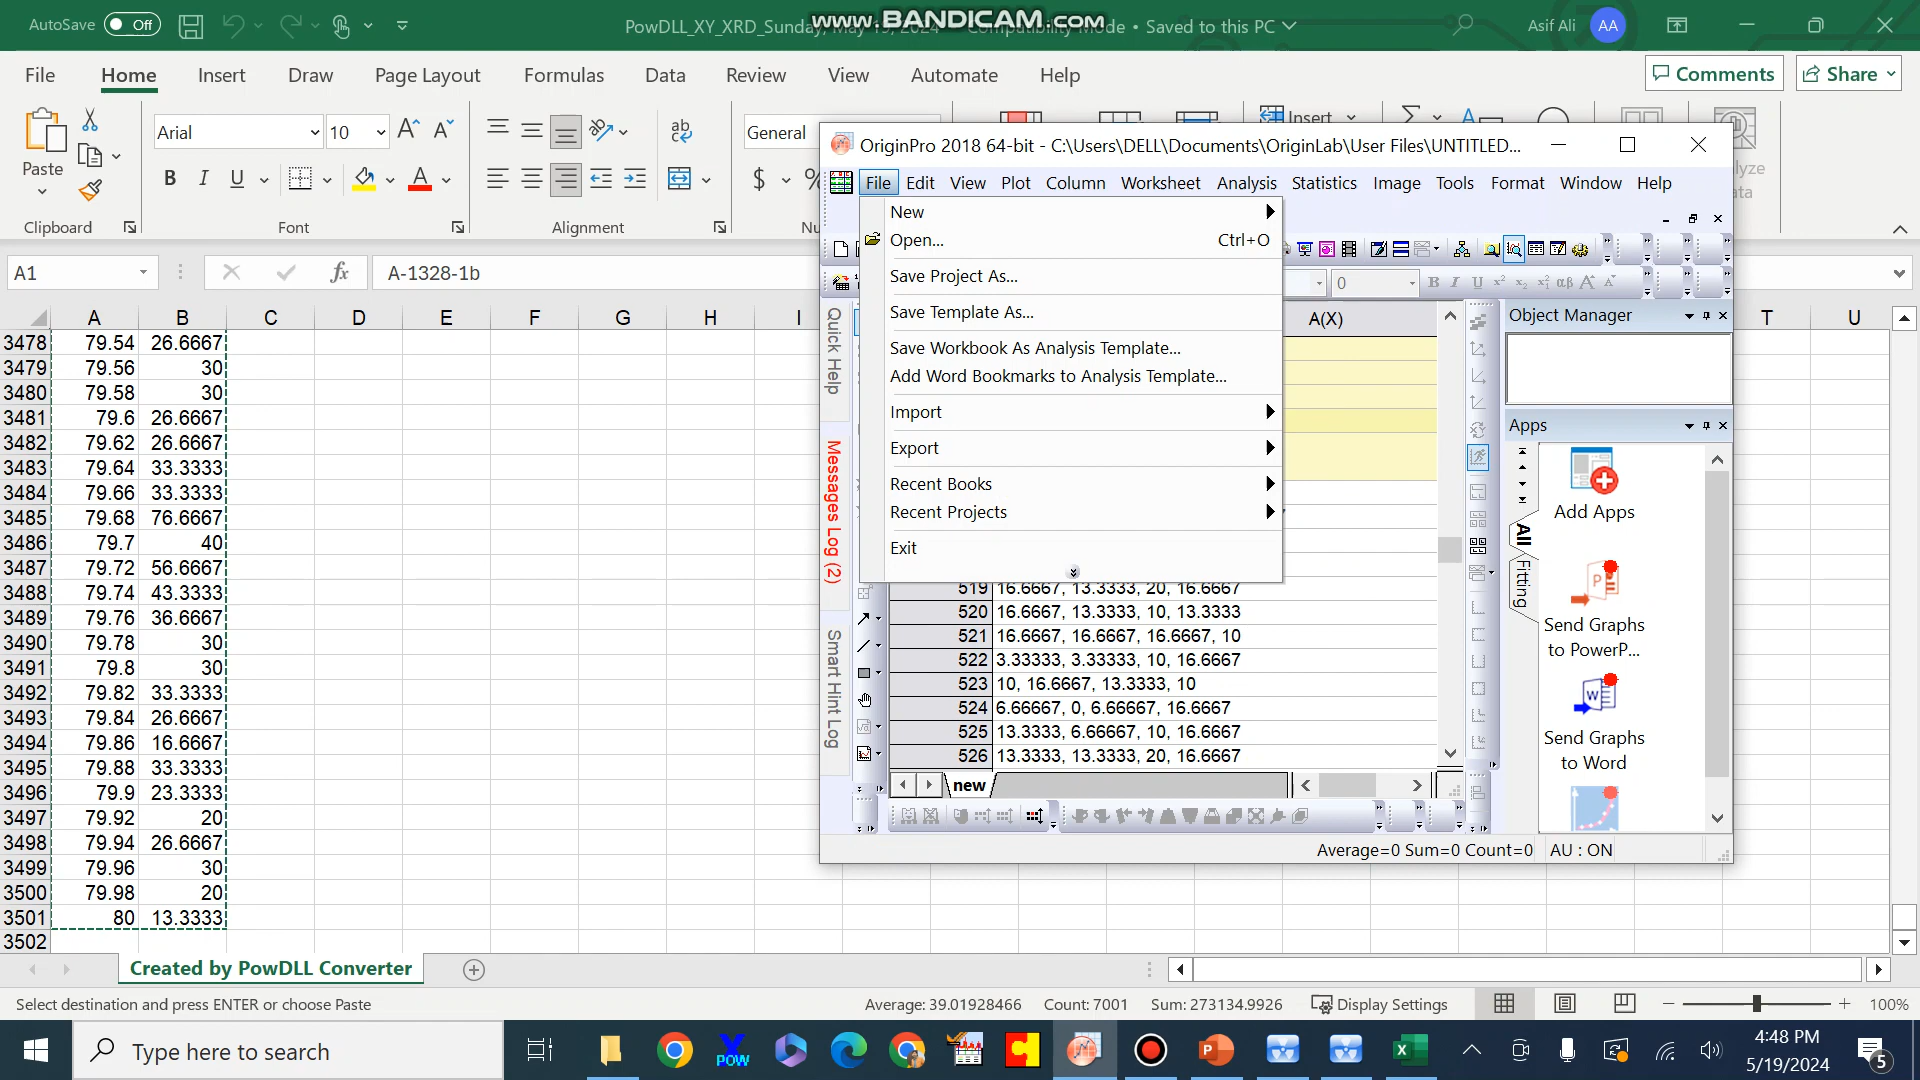 AutoSave Off
PowDLL_XY_XRD_Sunday, May 19, 2024 - Compatibility Mode • Saved to this PC
www.BANDICAM.com
Asif Ali AA
File Home Insert Draw Page Layout Formulas Data Review View Automate Help
Comments Share
Paste
Clipboard
Arial 10
B I U
Font
ab
Alignment
General
$ %
Insert
A1
fx A-1328-1b
A B C D E F G H I T U
3478 79.54 26.6667
3479 79.56 30
3480 79.58 30
3481 79.6 26.6667
3482 79.62 26.6667
3483 79.64 33.3333
3484 79.66 33.3333
3485 79.68 76.6667
3486 79.7 40
3487 79.72 56.6667
3488 79.74 43.3333
3489 79.76 36.6667
3490 79.78 30
3491 79.8 30
3492 79.82 33.3333
3493 79.84 26.6667
3494 79.86 16.6667
3495 79.88 33.3333
3496 79.9 23.3333
3497 79.92 20
3498 79.94 26.6667
3499 79.96 30
3500 79.98 20
3501 80 13.3333
3502
Created by PowDLL Converter
Select destination and press ENTER or choose Paste
Average: 39.01928466 Count: 7001 Sum: 273134.9926 Display Settings 100%
OriginPro 2018 64-bit - C:\Users\DELL\Documents\OriginLab\User Files\UNTITLED...
File Edit View Plot Column Worksheet Analysis Statistics Image Tools Format Window Help
New
Open... Ctrl+O
Save Project As...
Save Template As...
Save Workbook As Analysis Template...
Add Word Bookmarks to Analysis Template...
Import
Export
Recent Books
Recent Projects
Exit
0
B I U
Quick Help
Messages Log (2)
Smart Hint Log
A(X)
519 16.6667, 13.3333, 20, 16.6667
520 16.6667, 13.3333, 10, 13.3333
521 16.6667, 16.6667, 16.6667, 10
522 3.33333, 3.33333, 10, 16.6667
523 10, 16.6667, 13.3333, 10
524 6.66667, 0, 6.66667, 16.6667
525 13.3333, 6.66667, 10, 16.6667
526 13.3333, 13.3333, 20, 16.6667
new
Object Manager
Apps
All
Fitting
Add Apps
Send Graphs
to PowerP...
Send Graphs
to Word
Average=0 Sum=0 Count=0 AU : ON
Type here to search
X
POW
4:48 PM
5/19/2024
5